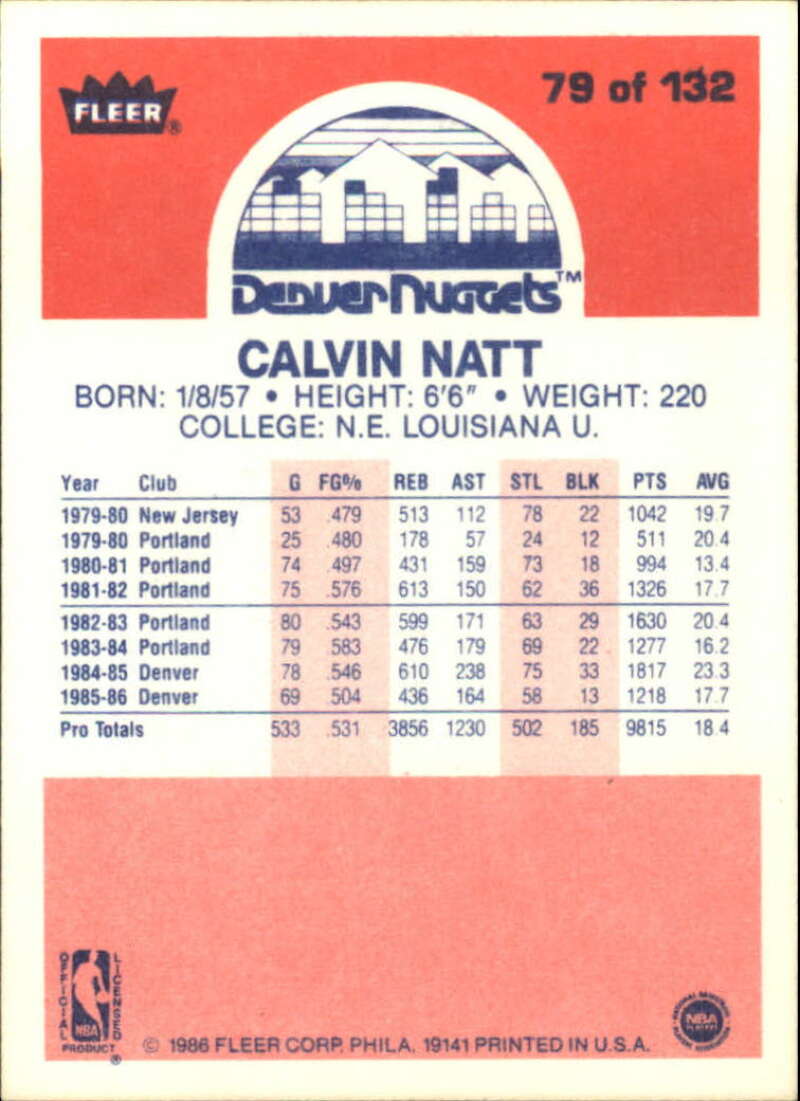 FLEER®
79 of 132
Denver Nuggets™
CALVIN NATT
BORN: 1/8/57 • HEIGHT: 6'6" • WEIGHT: 220
COLLEGE: N.E. LOUISIANA U.
Year Club G FG% REB AST STL BLK PTS AVG
1979-80 New Jersey 53 .479 513 112 78 22 1042 19.7
1979-80 Portland 25 .480 178 57 24 12 511 20.4
1980-81 Portland 74 .497 431 159 73 18 994 13.4
1981-82 Portland 75 .576 613 150 62 36 1326 17.7
1982-83 Portland 80 .543 599 171 63 29 1630 20.4
1983-84 Portland 79 .583 476 179 69 22 1277 16.2
1984-85 Denver 78 .546 610 238 75 33 1817 23.3
1985-86 Denver 69 .504 436 164 58 13 1218 17.7
Pro Totals 533 .531 3856 1230 502 185 9815 18.4
OFFICIAL
LICENSED
NBA
PRODUCT ®
© 1986 FLEER CORP. PHILA. 19141 PRINTED IN U.S.A.
NATIONAL BASKETBALL
NBA
PLAYERS
ASSOCIATION